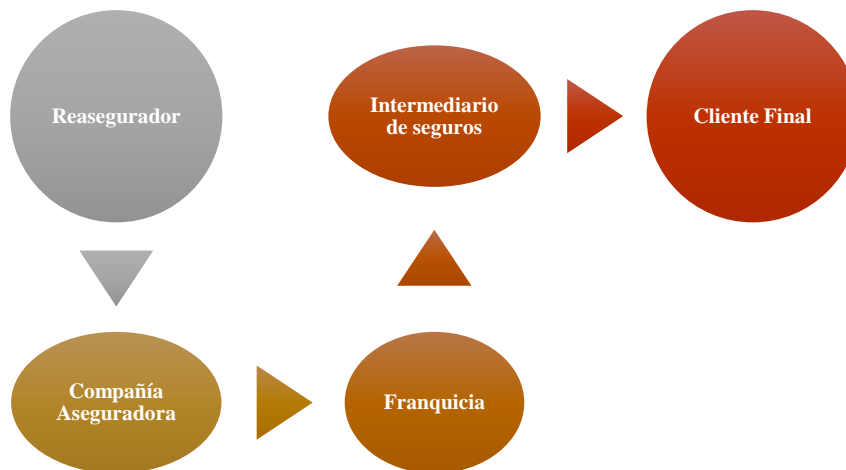 Reasegurador
Compañía
Aseguradora
Franquicia
Intermediario
de seguros
Cliente Final